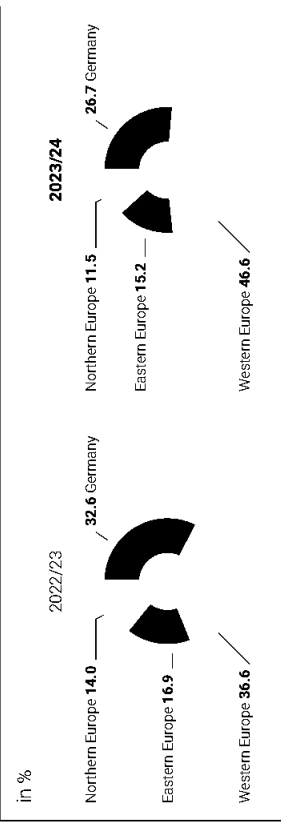 in %
2022/23
Northern Europe 14.0
32.6 Germany
Eastern Europe 16.9
Western Europe 36.6
2023/24
Northern Europe 11.5
26.7 Germany
Eastern Europe 15.2
Western Europe 46.6